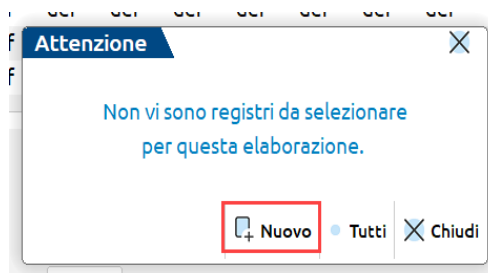 Attenzione
Non vi sono registri da selezionare
per questa elaborazione.
Nuovo
Tutti
Chiudi